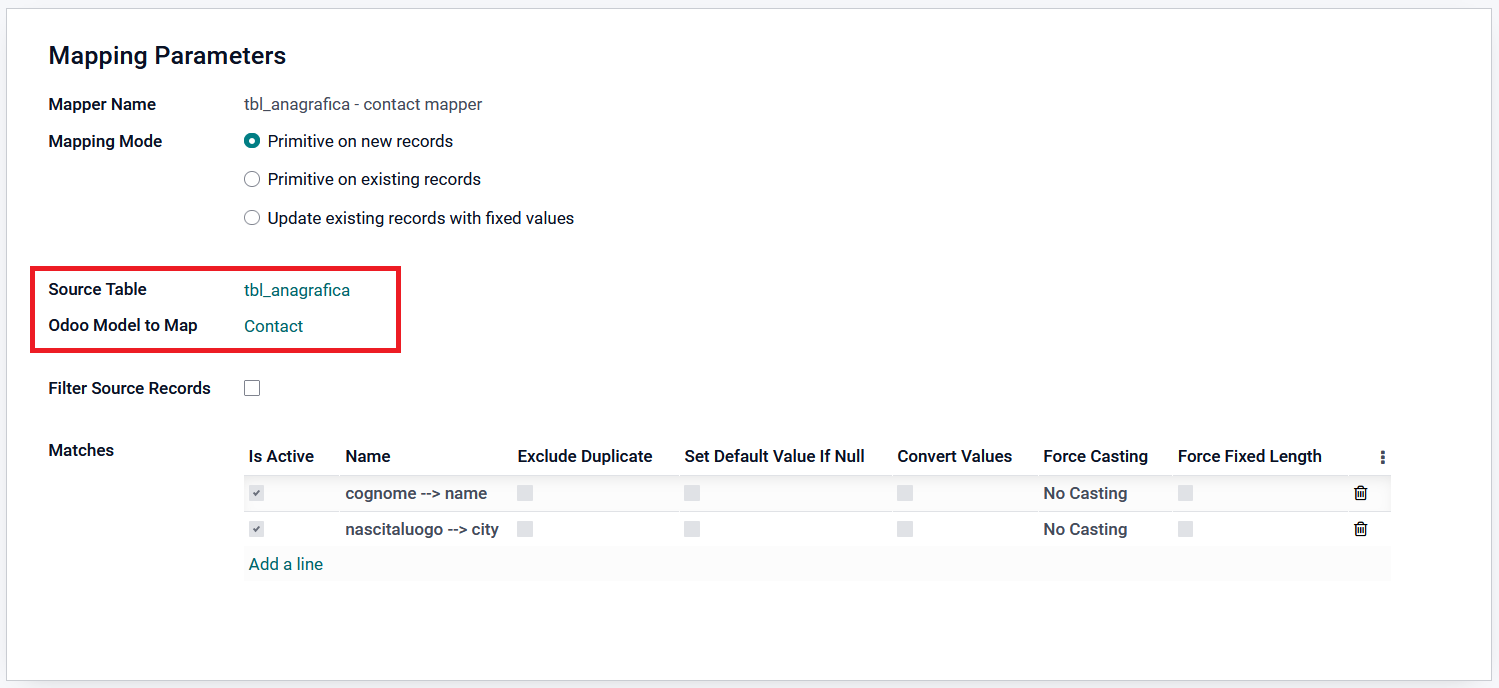 Mapping Parameters
Mapper Name tbl_anagrafica - contact mapper
Mapping Mode Primitive on new records
Primitive on existing records
Update existing records with fixed values
Source Table tbl_anagrafica
Odoo Model to Map Contact
Filter Source Records
Matches
Is Active Name Exclude Duplicate Set Default Value If Null Convert Values Force Casting Force Fixed Length
cognome --> name No Casting
nascitaluogo --> city No Casting
Add a line